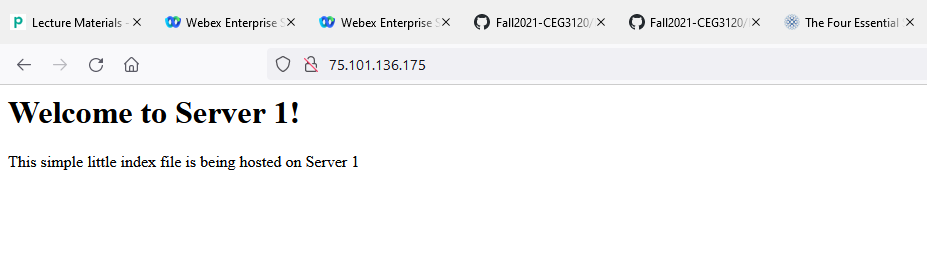 Lecture Materials -
Webex Enterprise S
Webex Enterprise S
Fall2021-CEG3120/
Fall2021-CEG3120/
The Four Essential
75.101.136.175
Welcome to Server 1!
This simple little index file is being hosted on Server 1